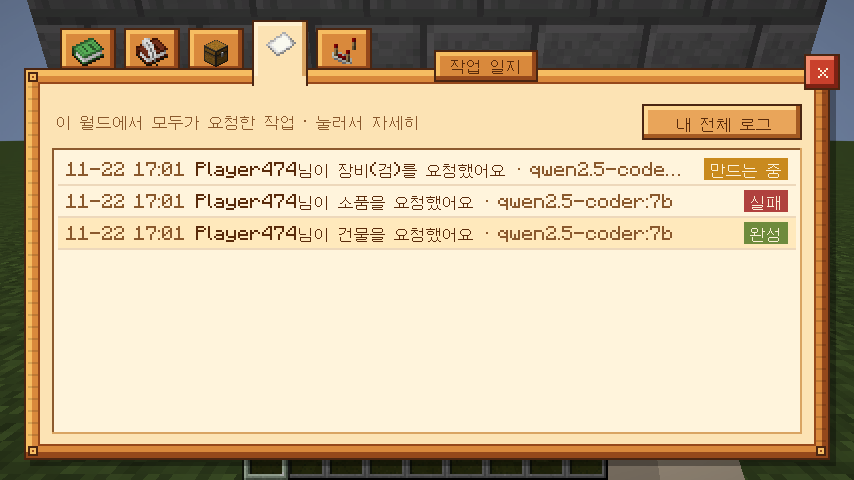 작업 일지
이 월드에서 모두가 요청한 작업 · 눌러서 자세히
내 전체 로그
11-22 17:01 Player474님이 장비(검)를 요청했어요 · qwen2.5-code... 만드는 중
11-22 17:01 Player474님이 소품을 요청했어요 · qwen2.5-coder:7b 실패
11-22 17:01 Player474님이 건물을 요청했어요 · qwen2.5-coder:7b 완성